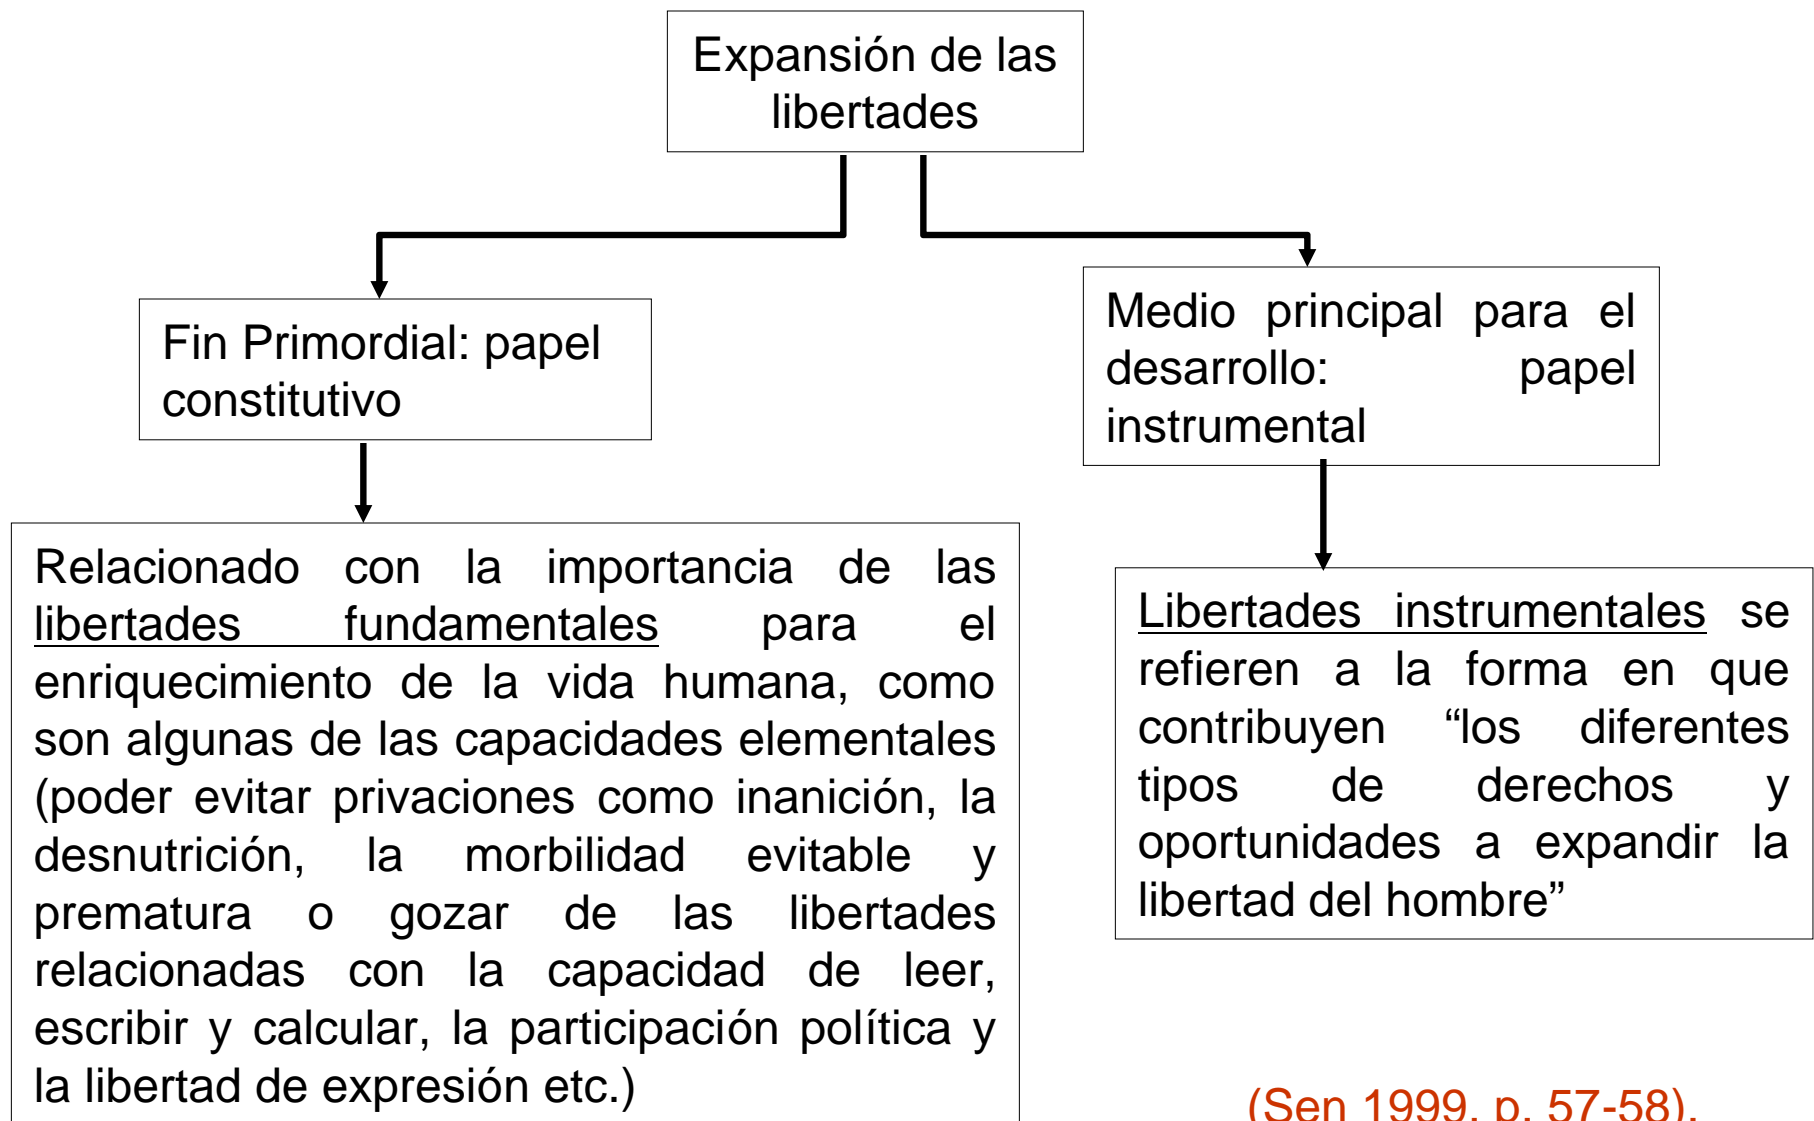 Expansión de las
libertades
Fin Primordial: papel
constitutivo
Medio principal para el
desarrollo: papel
instrumental
Relacionado con la importancia de las
libertades fundamentales para el
enriquecimiento de la vida humana, como
son algunas de las capacidades elementales
(poder evitar privaciones como inanición, la
desnutrición, la morbilidad evitable y
prematura o gozar de las libertades
relacionadas con la capacidad de leer,
escribir y calcular, la participación política y
la libertad de expresión etc.)
Libertades instrumentales se
refieren a la forma en que
contribuyen “los diferentes
tipos de derechos y
oportunidades a expandir la
libertad del hombre”
(Sen 1999, p. 57-58).